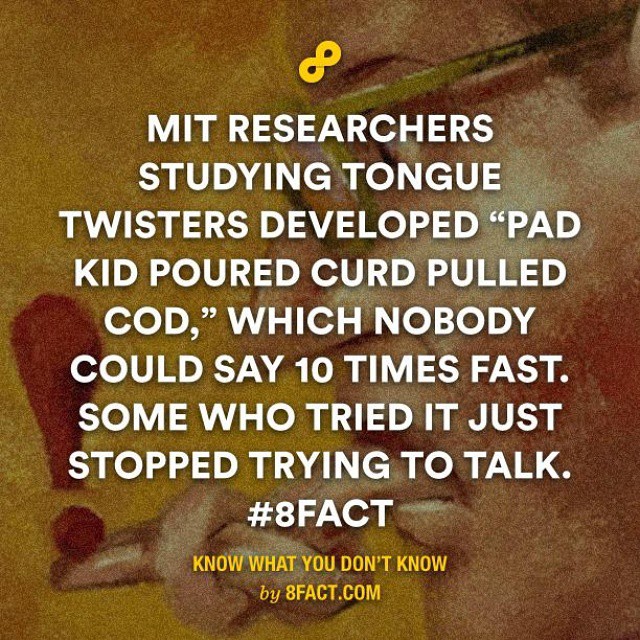 MIT RESEARCHERS
STUDYING TONGUE
TWISTERS DEVELOPED “PAD
KID POURED CURD PULLED
COD,” WHICH NOBODY
COULD SAY 10 TIMES FAST.
SOME WHO TRIED IT JUST
STOPPED TRYING TO TALK.
#8FACT
KNOW WHAT YOU DON’T KNOW
by 8FACT.COM